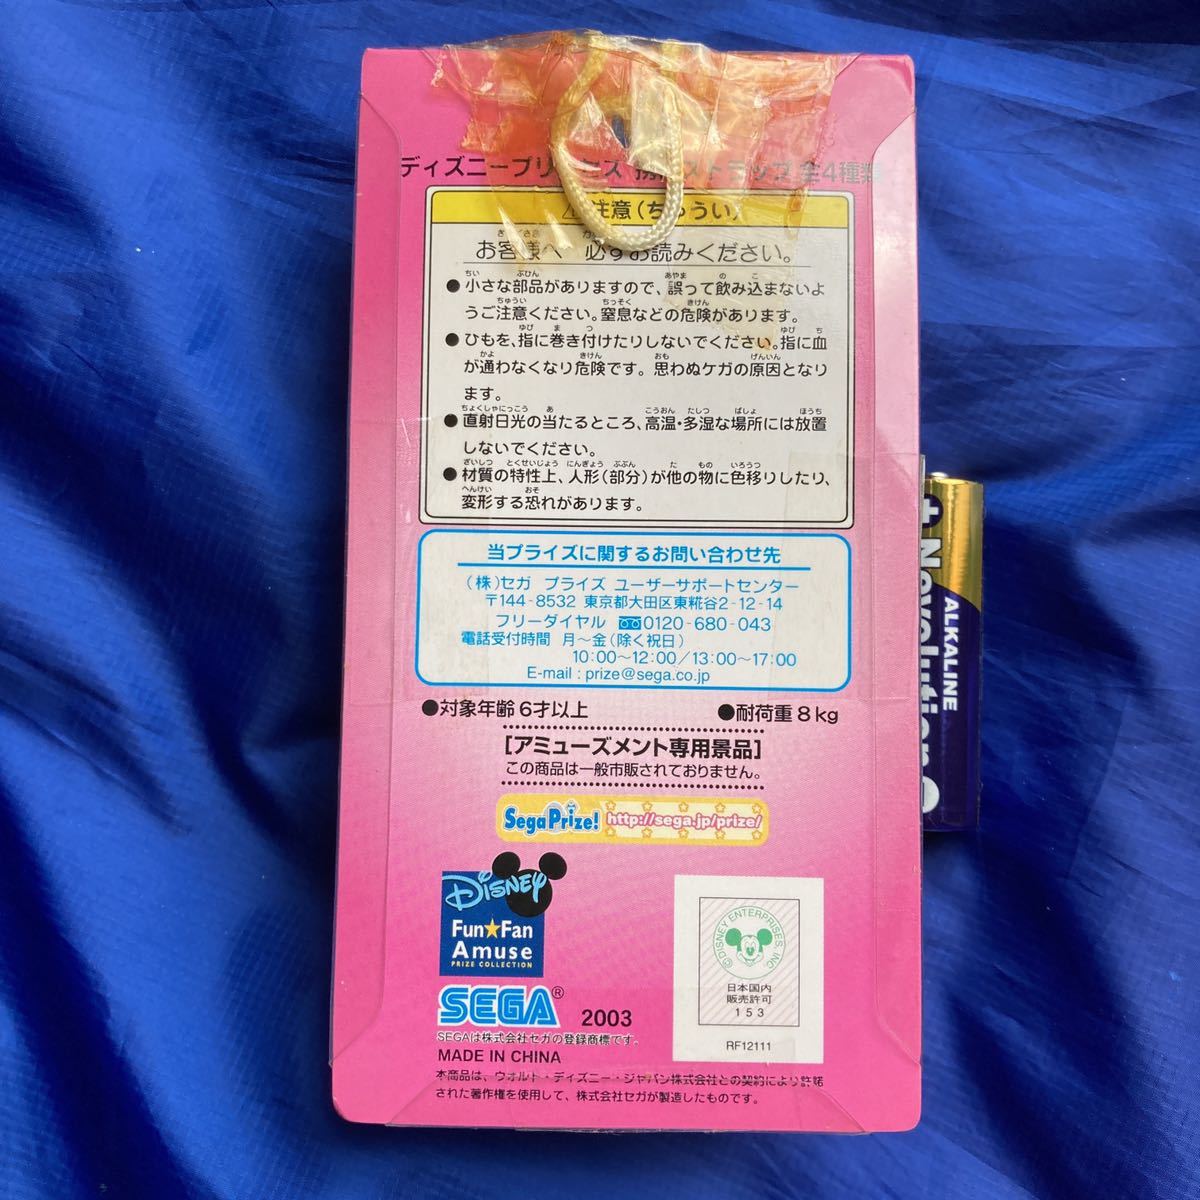 ディズニープリ セス 携帯ストラップ 全4種類
⚠注意(ちゅうい)
お客様へ 必ずお読みください。
●小さな部品がありますので、誤って飲み込まないよ
うご注意ください。窒息などの危険があります。
●ひもを、指に巻き付けたりしないでください。指に血
が通わなくなり危険です。思わぬケガの原因となり
ます。
●直射日光の当たるところ、高温・多湿な場所には放置
しないでください。
●材質の特性上、人形(部分)が他の物に色移りしたり、
変形する恐れがあります。
当プライズに関するお問い合わせ先
(株)セガ プライズ ユーザーサポートセンター
〒144-8532 東京都大田区東糀谷2-12-14
フリーダイヤル 0120-680-043
電話受付時間 月〜金(除く祝日)
10:00〜12:00/13:00〜17:00
E-mail : prize@sega.co.jp
●対象年齢6才以上 ●耐荷重8kg
[アミューズメント専用景品]
この商品は一般市販されておりません。
SegaPrize! http://sega.jp/prize/
DISNEY
Fun★Fan
Amuse
PRIZE COLLECTION
SEGA® 2003
SEGAは株式会社セガの登録商標です。
MADE IN CHINA
本商品は、ウォルト・ディズニー・ジャパン株式会社との契約により許諾
された著作権を使用して、株式会社セガが製造したものです。
©DISNEY ENTERPRISES, INC
日本国内
販売許可
153
RF12111
ALKALINE
+ Novolution